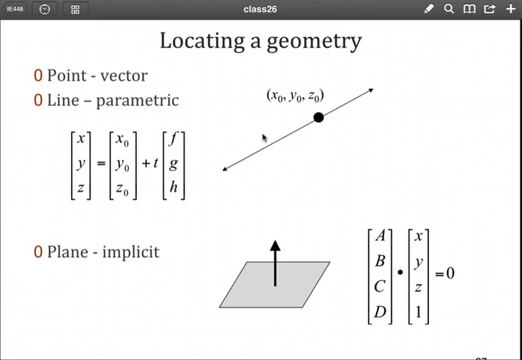 IE448
class26
Locating a geometry
0 Point - vector
0 Line – parametric
(x₀, y₀, z₀)
[x y z] = [x₀ y₀ z₀] + t [f g h]
0 Plane - implicit
[A B C D] • [x y z 1] = 0